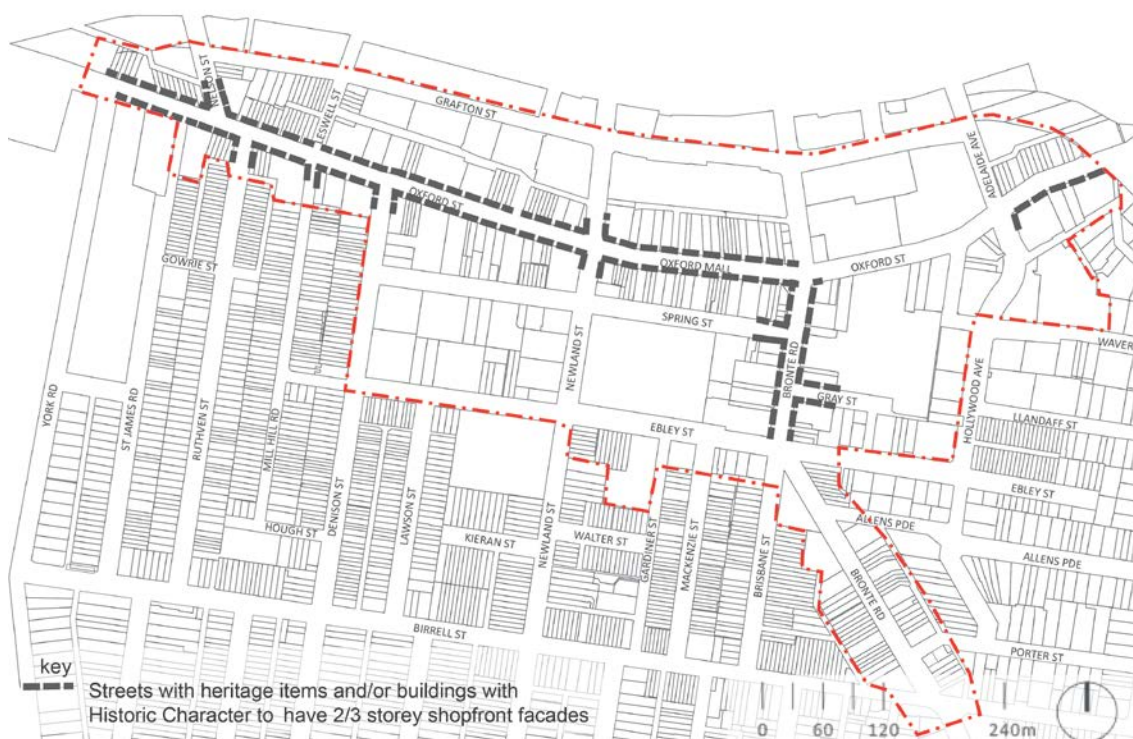 NELSON ST
LESWELL ST
GRAFTON ST
ADELAIDE AVE
OXFORD ST
OXFORD MALL
OXFORD ST
GOWRIE ST
SPRING ST
NEWLAND ST
BRONTE RD
GRAY ST
WAVER
HOLLYWOOD AVE
LLANDAFF ST
YORK RD
ST JAMES RD
RUTHVEN ST
MILL HILL RD
DENISON ST
LAWSON ST
EBLEY ST
EBLEY ST
HOUGH ST
KIERAN ST
NEWLAND ST
WALTER ST
GARDINER ST
MACKENZIE ST
BRISBANE ST
ALLENS PDE
ALLENS PDE
BRONTE RD
BIRRELL ST
PORTER ST
key
Streets with heritage items and/or buildings with
Historic Character to have 2/3 storey shopfront facades
0 60 120 240m